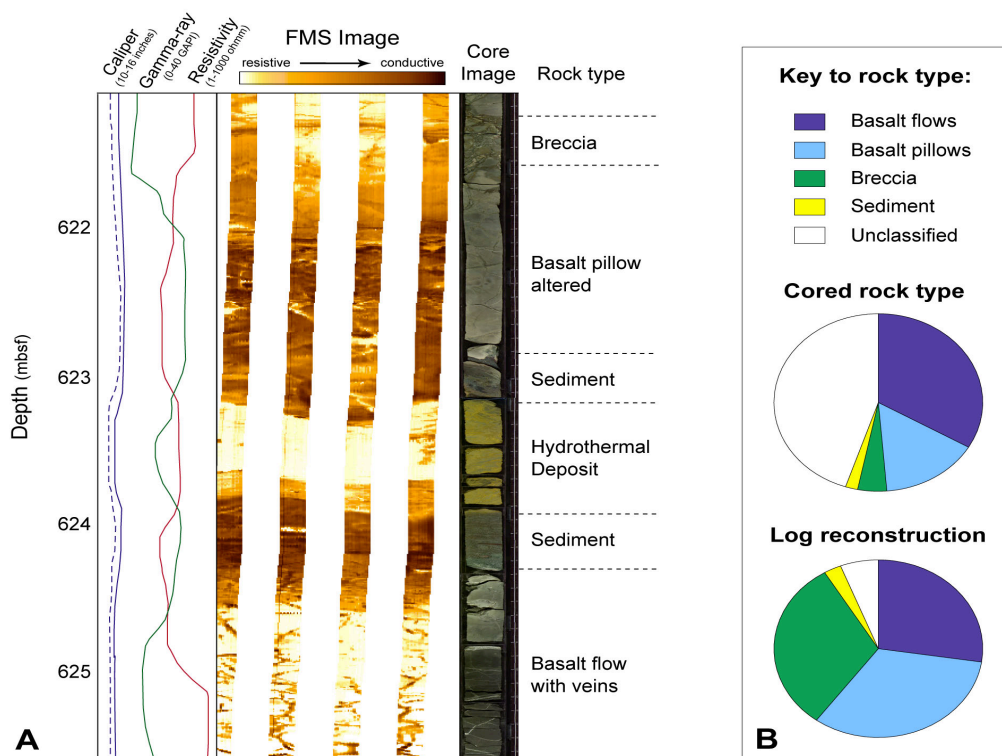 Caliper
(10-16 inches)
Gamma-ray
(0-40 GAPI)
Resistivity
(1-1000 ohmm)
FMS Image
resistive
conductive
Core
Image
Rock type
Breccia
622
Basalt pillow
altered
623
Sediment
Depth (mbsf)
Hydrothermal
Deposit
624
Sediment
625
Basalt flow
with veins
A
Key to rock type:
Basalt flows
Basalt pillows
Breccia
Sediment
Unclassified
Cored rock type
Log reconstruction
B